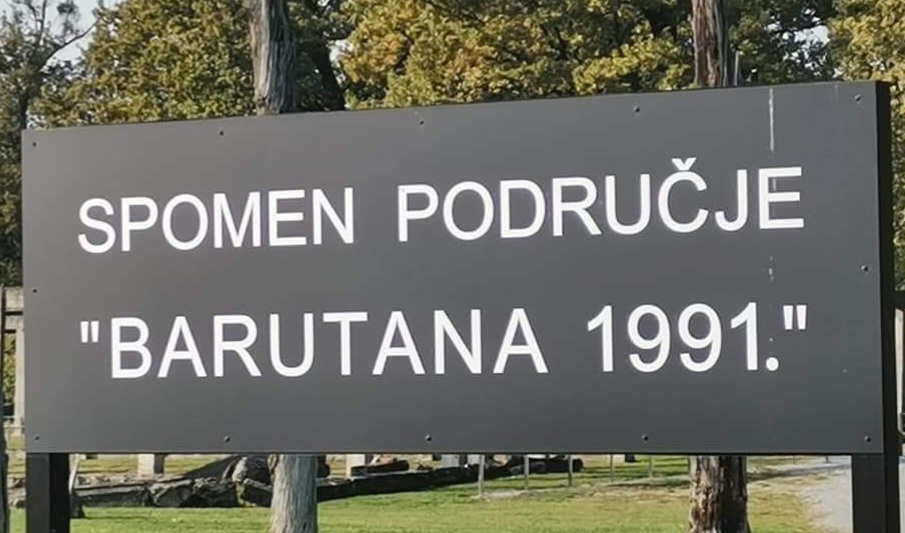 SPOMEN PODRUČJE
"BARUTANA 1991."